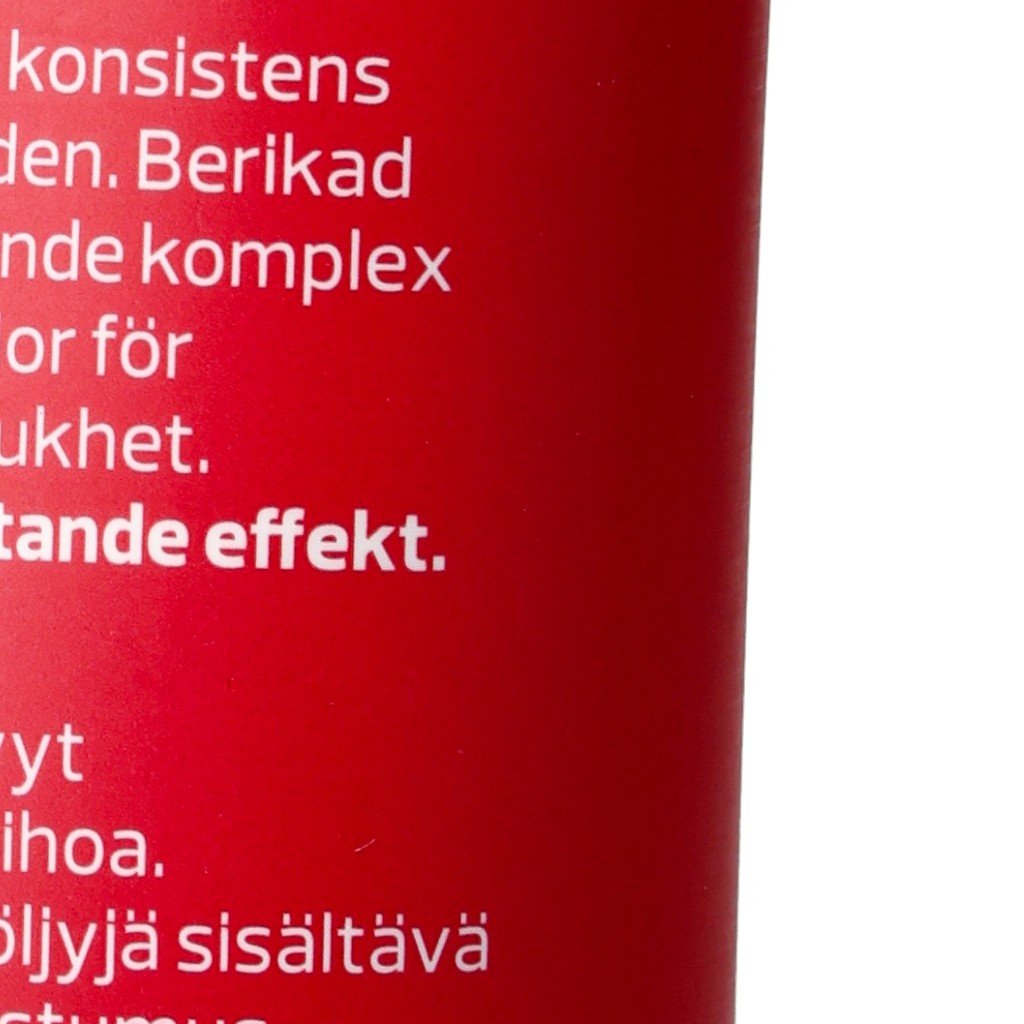 konsistens
den. Berikad
nde komplex
or för
ukhet.
tande effekt.
yt
ihoa.
öljyjä sisältävä